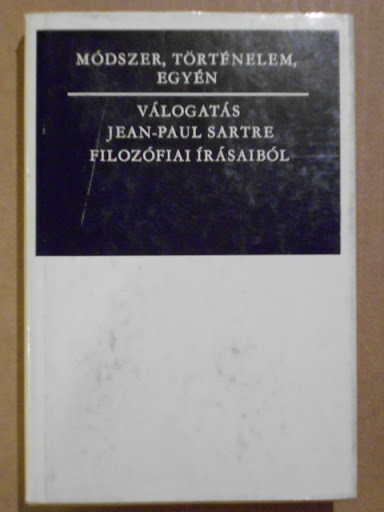 MÓDSZER, TÖRTÉNELEM,
EGYÉN
VÁLOGATÁS
JEAN-PAUL SARTRE
FILOZÓFIAI ÍRÁSAIBÓL